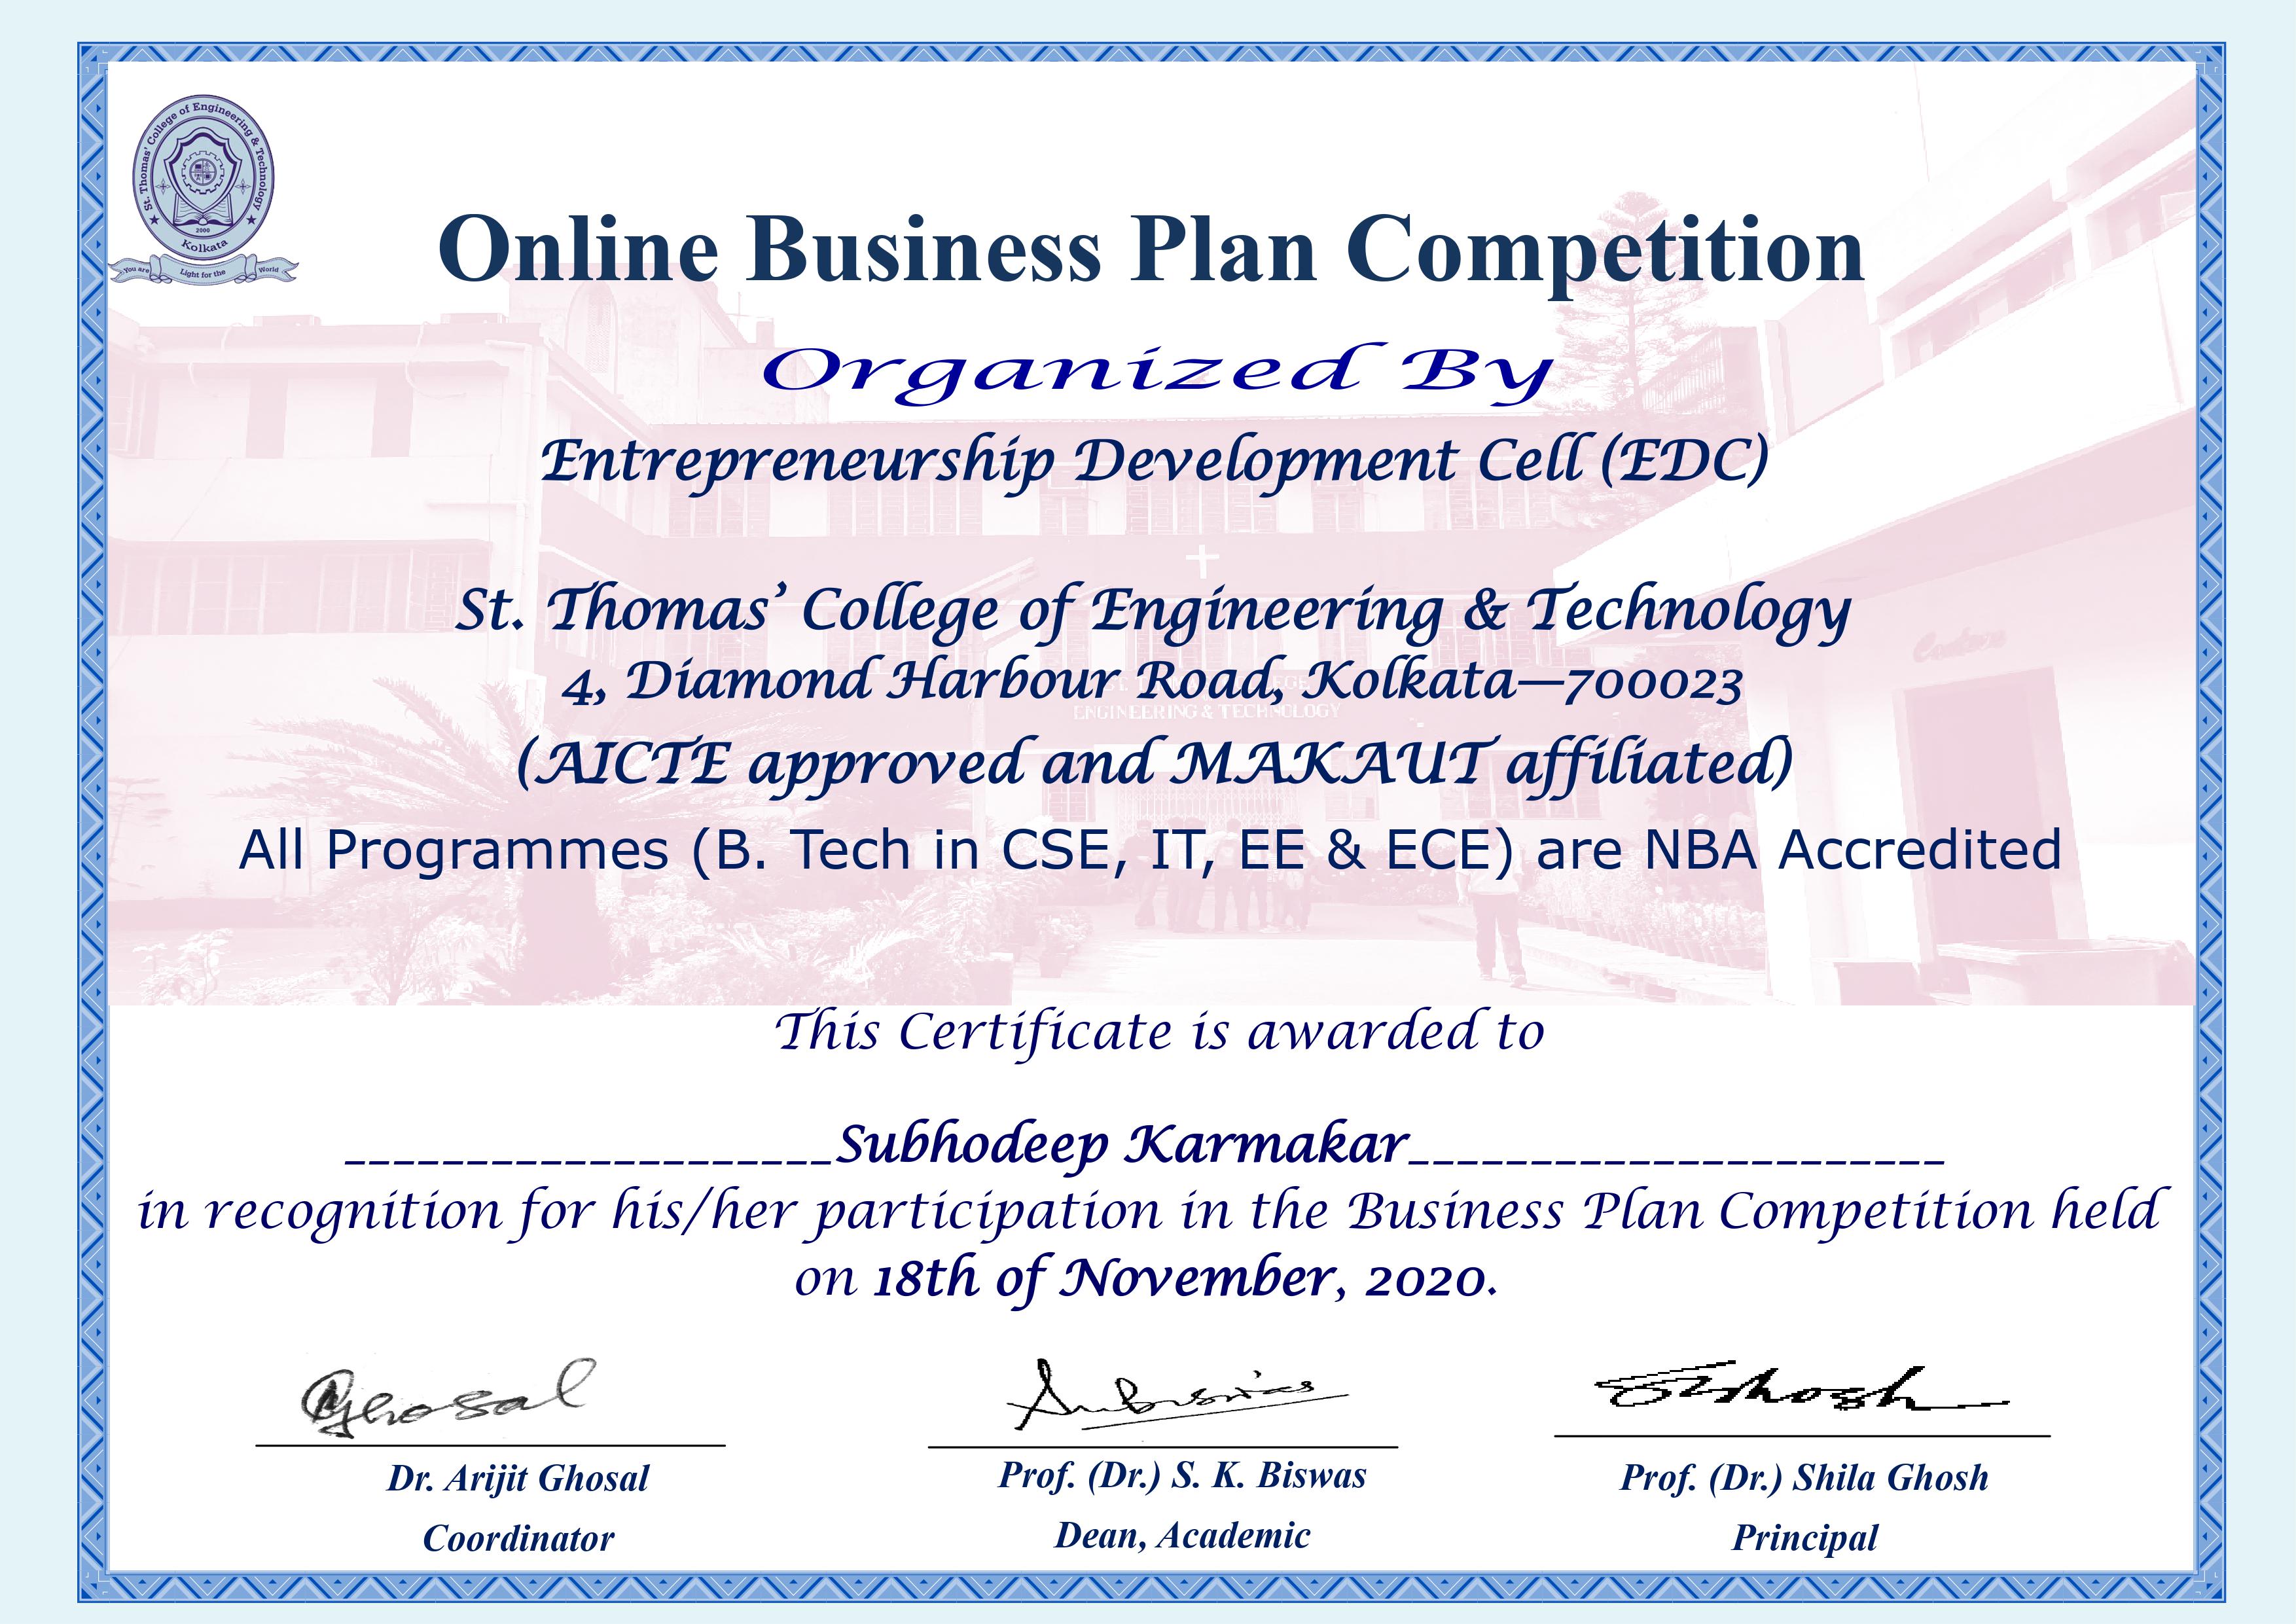 St. Thomas' College of Engineering & Technology
2000
Kolkata
You are Light for the World
Online Business Plan Competition
Organized By
Entrepreneurship Development Cell (EDC)
St. Thomas’ College of Engineering & Technology
4, Diamond Harbour Road, Kolkata—700023
ENGINEERING & TECHNOLOGY
(AICTE approved and MAKAUT affiliated)
All Programmes (B. Tech in CSE, IT, EE & ECE) are NBA Accredited
This Certificate is awarded to
____________________Subhodeep Karmakar______________________
in recognition for his/her participation in the Business Plan Competition held
on 18th of November, 2020.
Ghosal
S. K. Biswas
Ghosh
Dr. Arijit Ghosal
Prof. (Dr.) S. K. Biswas
Prof. (Dr.) Shila Ghosh
Coordinator
Dean, Academic
Principal